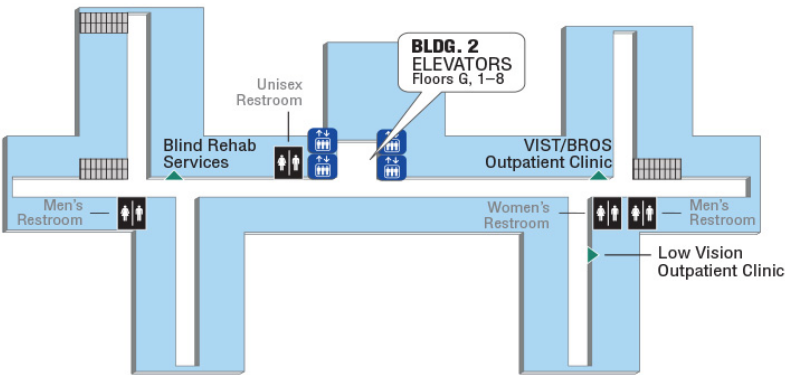 BLDG. 2
ELEVATORS
Floors G, 1–8
Unisex
Restroom
Blind Rehab
Services
VIST/BROS
Outpatient Clinic
Men's
Restroom
Women's
Restroom
Men's
Restroom
Low Vision
Outpatient Clinic